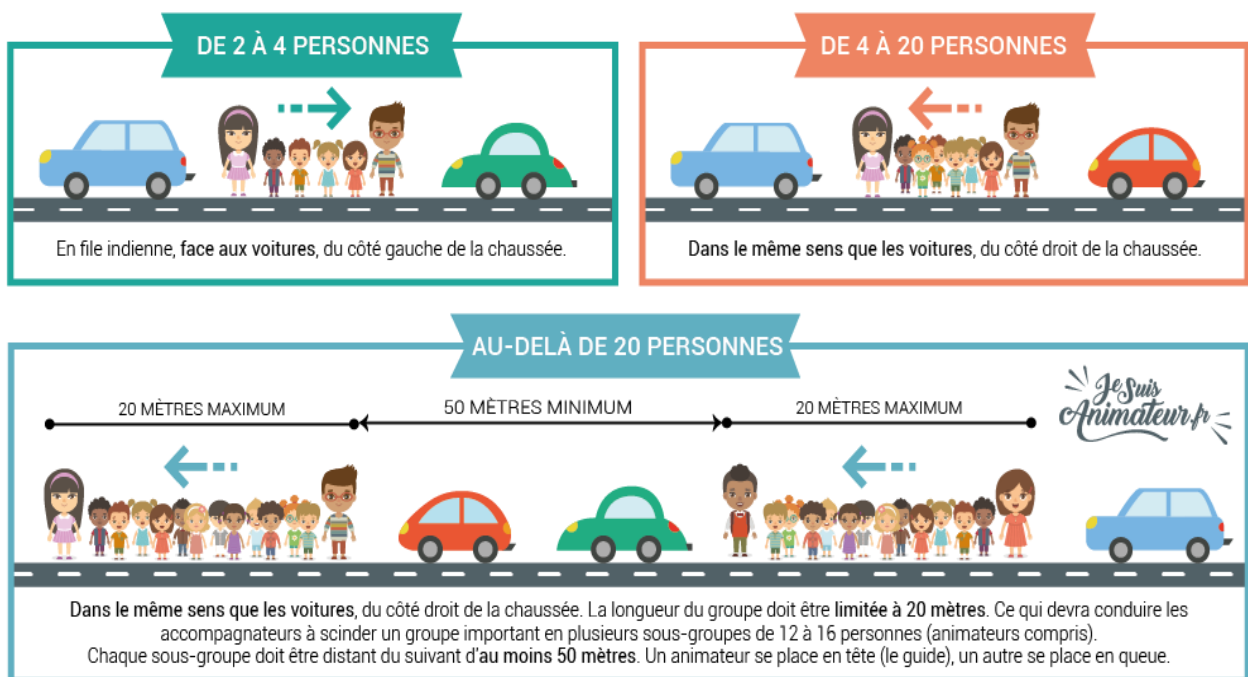 DE 2 À 4 PERSONNES
En file indienne, face aux voitures, du côté gauche de la chaussée.
DE 4 À 20 PERSONNES
Dans le même sens que les voitures, du côté droit de la chaussée.
AU-DELÀ DE 20 PERSONNES
20 MÈTRES MAXIMUM
50 MÈTRES MINIMUM
20 MÈTRES MAXIMUM
Je Suis
Animateur.fr
Dans le même sens que les voitures, du côté droit de la chaussée. La longueur du groupe doit être limitée à 20 mètres. Ce qui devra conduire les
accompagnateurs à scinder un groupe important en plusieurs sous-groupes de 12 à 16 personnes (animateurs compris).
Chaque sous-groupe doit être distant du suivant d'au moins 50 mètres. Un animateur se place en tête (le guide), un autre se place en queue.